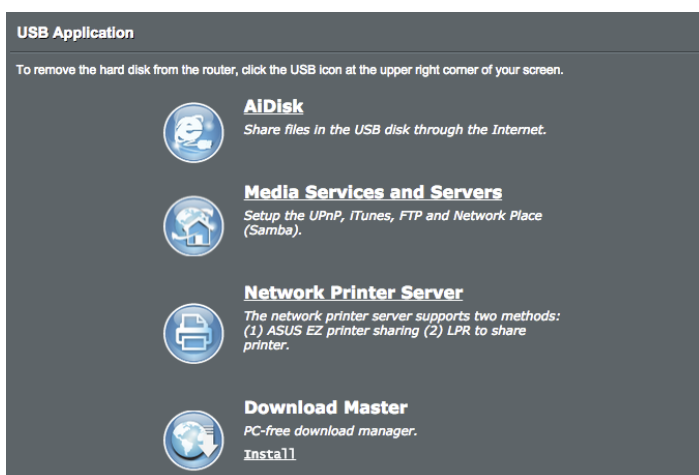 USB Application
To remove the hard disk from the router, click the USB icon at the upper right corner of your screen.
AiDisk
Share files in the USB disk through the Internet.
Media Services and Servers
Setup the UPnP, iTunes, FTP and Network Place
(Samba).
Network Printer Server
The network printer server supports two methods:
(1) ASUS EZ printer sharing (2) LPR to share
printer.
Download Master
PC-free download manager.
Install